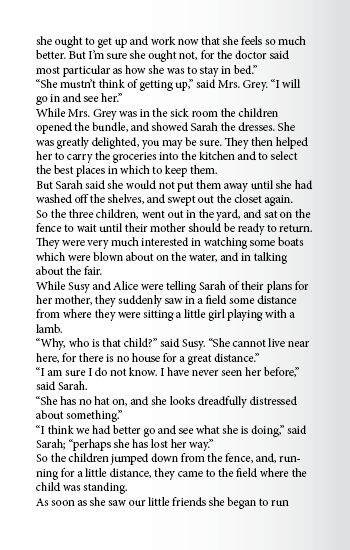 she ought to get up and work now that she feels so much
better. But I’m sure she ought not, for the doctor said
most particular as how she was to stay in bed.”
“She mustn’t think of getting up,” said Mrs. Grey. “I will
go in and see her.”
While Mrs. Grey was in the sick room the children
opened the bundle, and showed Sarah the dresses. She
was greatly delighted, you may be sure. They then helped
her to carry the groceries into the kitchen and to select
the best places in which to keep them.
But Sarah said she would not put them away until she had
washed off the shelves, and swept out the closet again.
So the three children, went out in the yard, and sat on the
fence to wait until their mother should be ready to return.
They were very much interested in watching some boats
which were blown about on the water, and in talking
about the fair.
While Susy and Alice were telling Sarah of their plans for
her mother, they suddenly saw in a field some distance
from where they were sitting a little girl playing with a
lamb.
“Why, who is that child?” said Susy. “She cannot live near
here, for there is no house for a great distance.”
“I am sure I do not know. I have never seen her before,”
said Sarah.
“She has no hat on, and she looks dreadfully distressed
about something.”
“I think we had better go and see what she is doing,” said
Sarah; “perhaps she has lost her way.”
So the children jumped down from the fence, and, run-
ning for a little distance, they came to the field where the
child was standing.
As soon as she saw our little friends she began to run